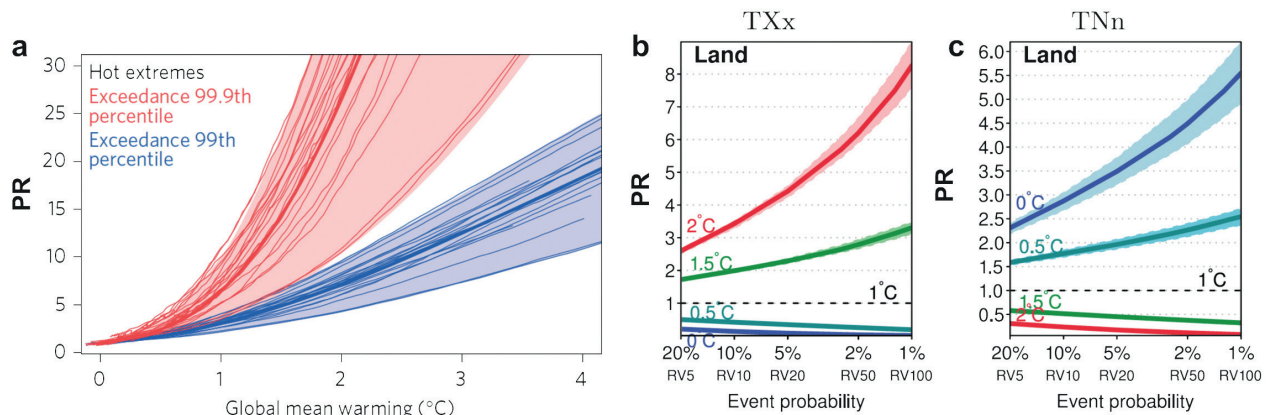 a
Hot extremes
Exceedance 99.9th
percentile
Exceedance 99th
percentile
PR
30
25
20
15
10
5
0
0 1 2 3 4
Global mean warming (°C)
TXx
b
Land
PR
8
7
6
5
4
3
2
1
2°C
1.5°C
1°C
0.5°C
0°C
20% 10% 5% 2% 1%
RV5 RV10 RV20 RV50 RV100
Event probability
TNn
c
Land
PR
6.0
5.5
5.0
4.5
4.0
3.5
3.0
2.5
2.0
1.5
1.0
0.5
0°C
0.5°C
1°C
1.5°C
2°C
20% 10% 5% 2% 1%
RV5 RV10 RV20 RV50 RV100
Event probability